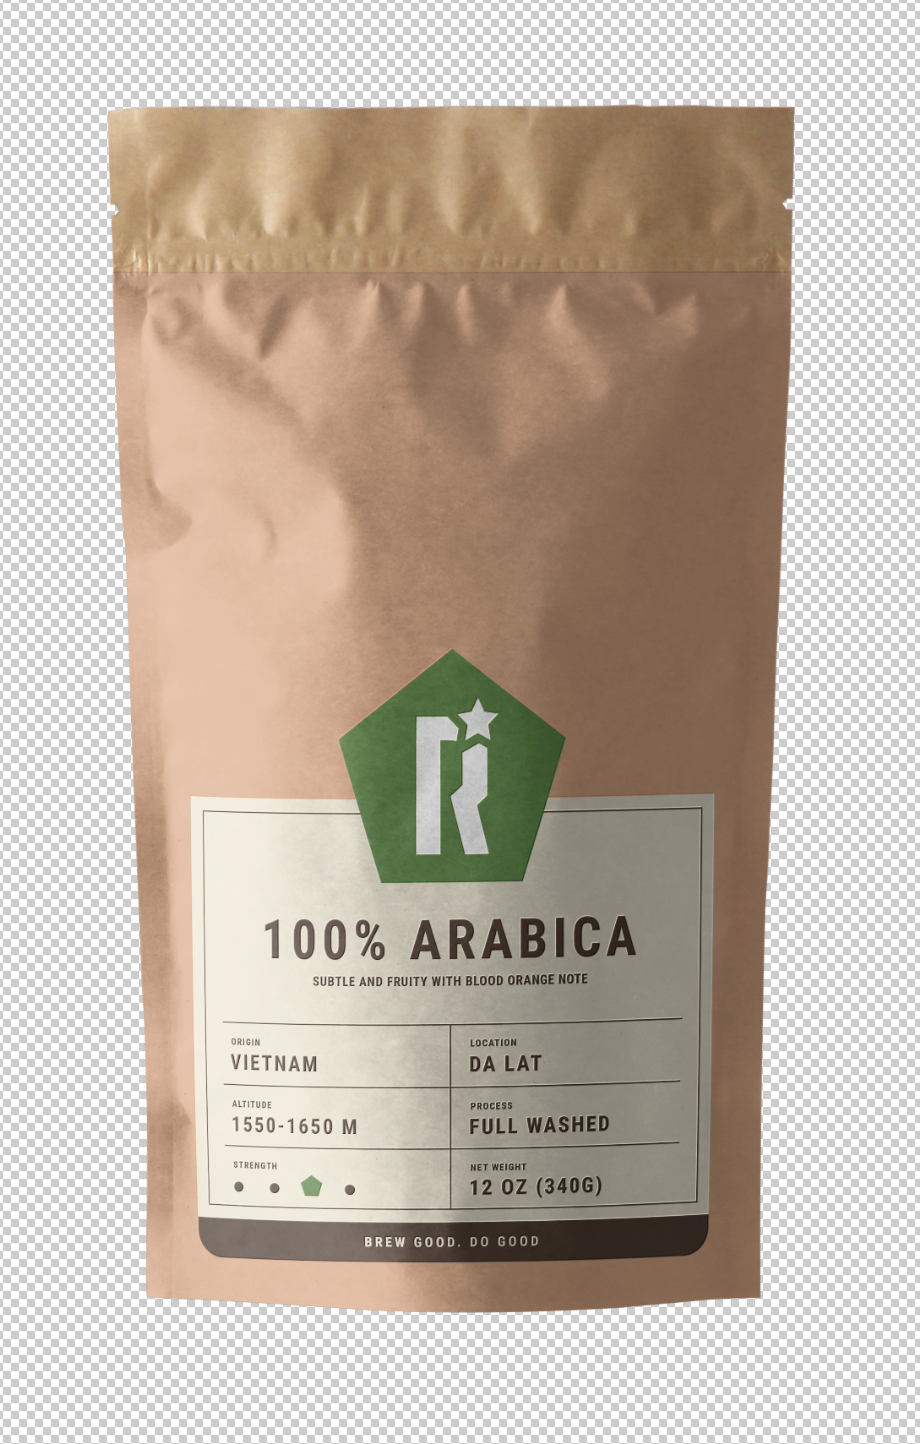 R
100% ARABICA
SUBTLE AND FRUITY WITH BLOOD ORANGE NOTE
ORIGIN
VIETNAM
LOCATION
DA LAT
ALTITUDE
1550-1650 M
PROCESS
FULL WASHED
STRENGTH
NET WEIGHT
12 OZ (340G)
BREW GOOD. DO GOOD